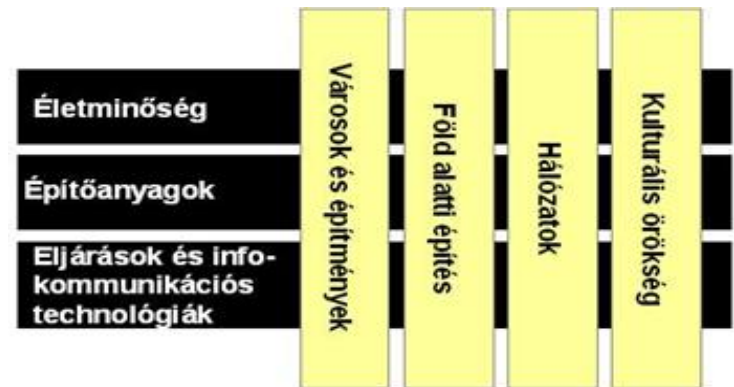 Életminőség
Építőanyagok
Eljárások és info-
kommunikációs
technológiák
Városok és építmények
Föld alatti építés
Hálózatok
Kulturális örökség